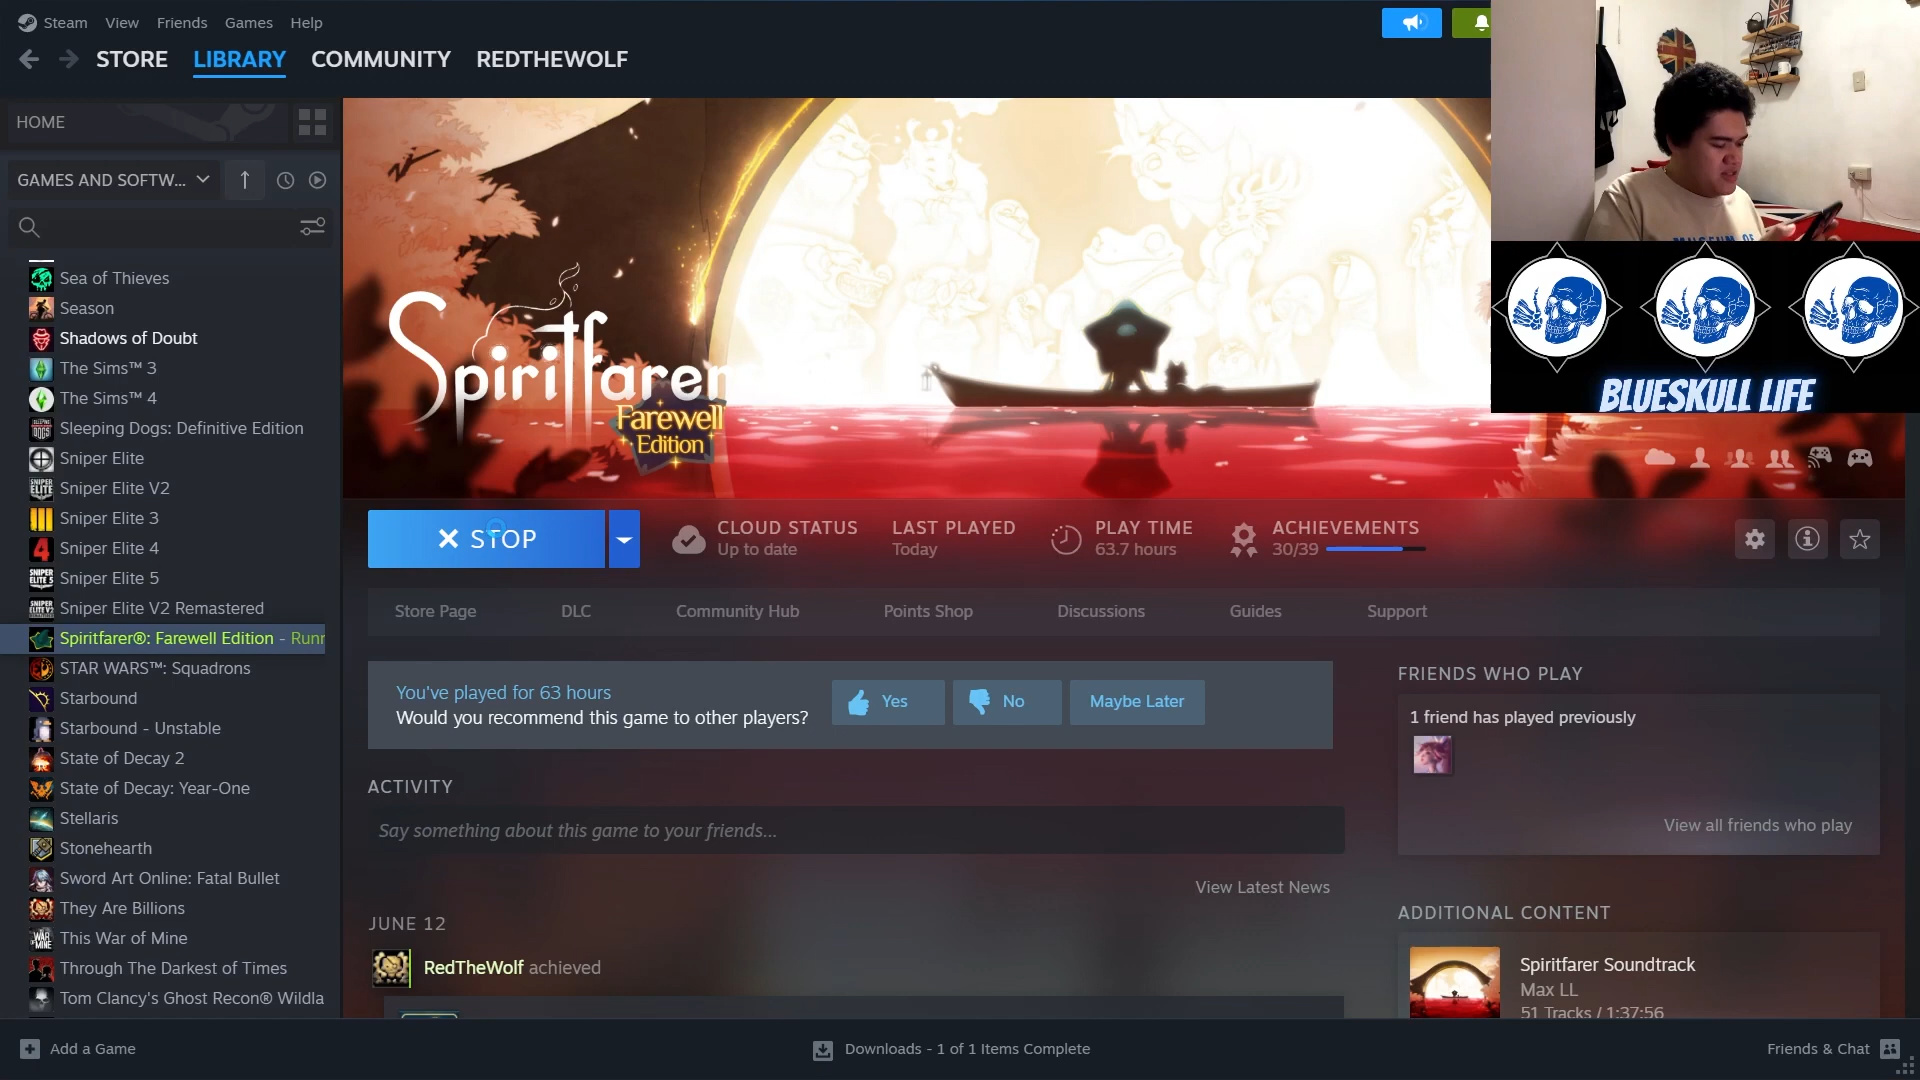 Steam View Friends Games Help
STORE LIBRARY COMMUNITY REDTHEWOLF
HOME
GAMES AND SOFTW...
Sea of Thieves
Season
Shadows of Doubt
The Sims™ 3
The Sims™ 4
Sleeping Dogs: Definitive Edition
Sniper Elite
Sniper Elite V2
Sniper Elite 3
Sniper Elite 4
Sniper Elite 5
Sniper Elite V2 Remastered
Spiritfarer®: Farewell Edition - Runr
STAR WARS™: Squadrons
Starbound
Starbound - Unstable
State of Decay 2
State of Decay: Year-One
Stellaris
Stonehearth
Sword Art Online: Fatal Bullet
They Are Billions
This War of Mine
Through The Darkest of Times
Tom Clancy's Ghost Recon® Wildla
Spiritfarer
Farewell
Edition
MUSEUM OF
BLUESKULL LIFE
STOP
CLOUD STATUS
Up to date
LAST PLAYED
Today
PLAY TIME
63.7 hours
ACHIEVEMENTS
30/39
Store Page DLC Community Hub Points Shop Discussions Guides Support
You've played for 63 hours
Would you recommend this game to other players?
Yes No Maybe Later
ACTIVITY
Say something about this game to your friends...
View Latest News
JUNE 12
RedTheWolf achieved
FRIENDS WHO PLAY
1 friend has played previously
View all friends who play
ADDITIONAL CONTENT
Spiritfarer Soundtrack
Max LL
51 Tracks / 1:37:56
Add a Game
Downloads - 1 of 1 Items Complete
Friends & Chat